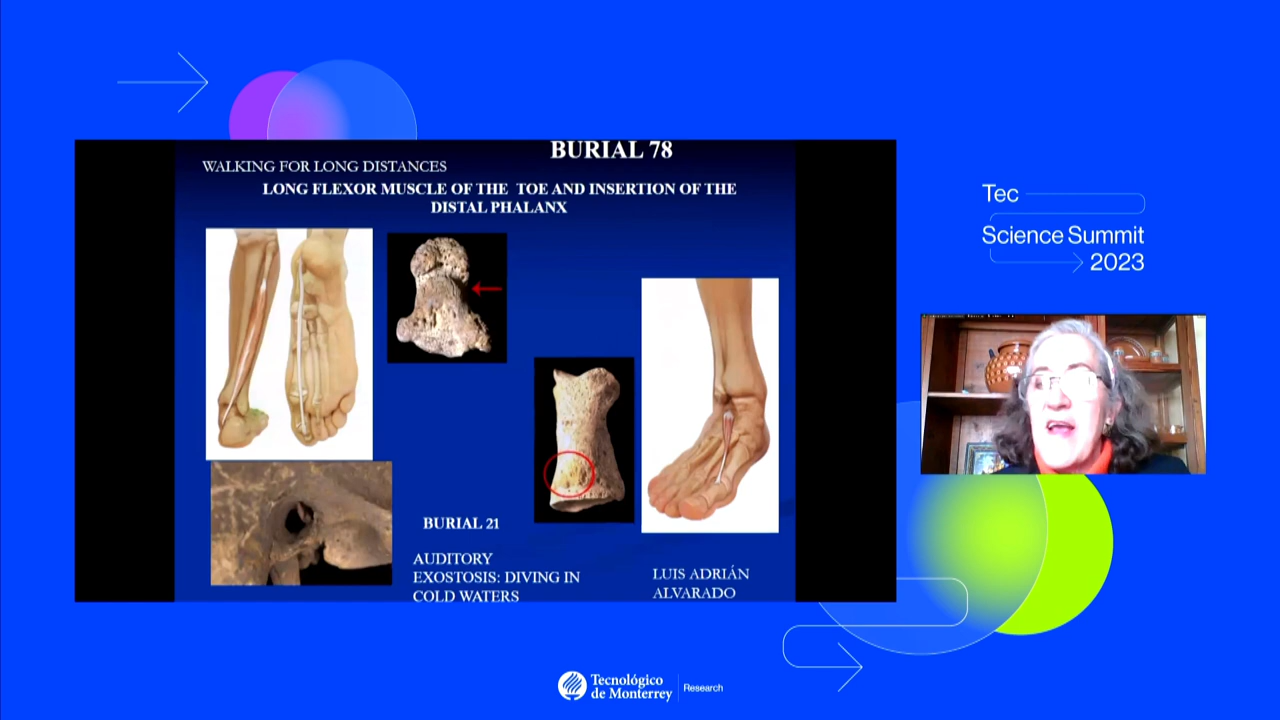 BURIAL 78
WALKING FOR LONG DISTANCES
LONG FLEXOR MUSCLE OF THE TOE AND INSERTION OF THE
DISTAL PHALANX
BURIAL 21
AUDITORY
EXOSTOSIS: DIVING IN
COLD WATERS
LUIS ADRIÁN
ALVARADO
Tec
Science Summit
2023
Tecnológico
de Monterrey
Research